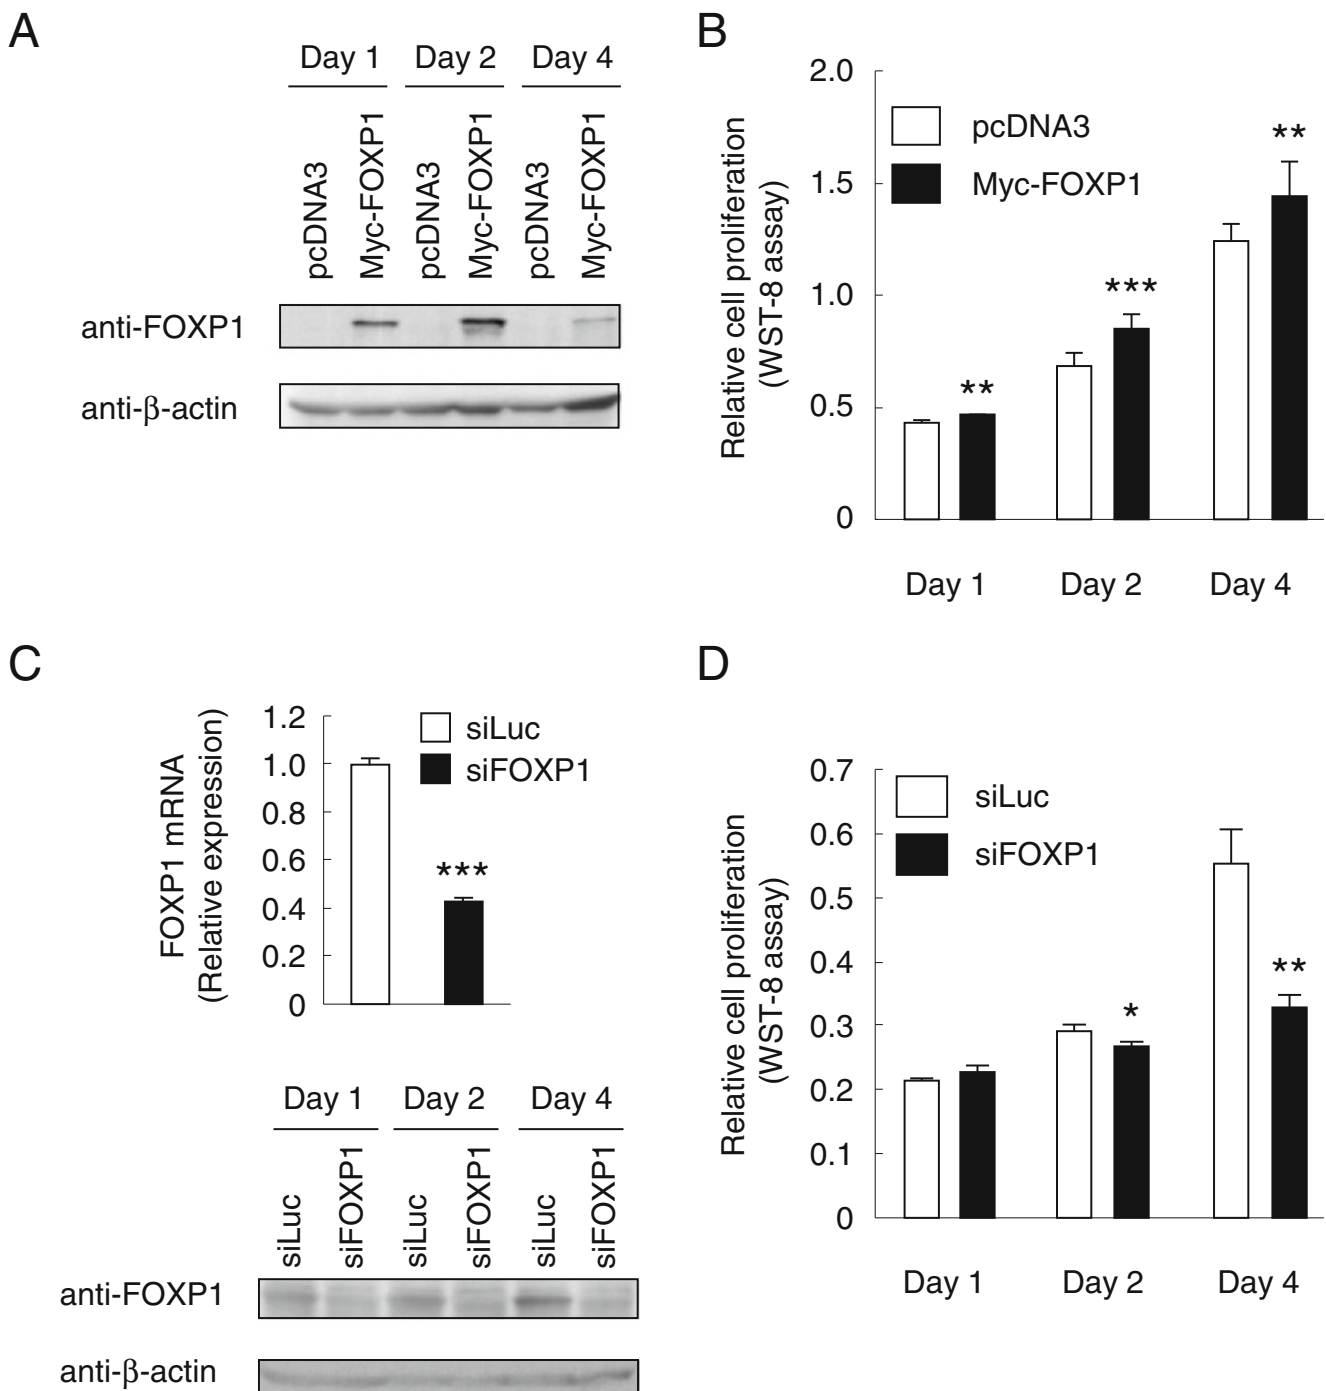 A
Day 1 Day 2 Day 4
pcDNA3 Myc-FOXP1 pcDNA3 Myc-FOXP1 pcDNA3 Myc-FOXP1
anti-FOXP1
anti-β-actin
B
Relative cell proliferation
(WST-8 assay)
2.0
1.5
1.0
0.5
0
pcDNA3
Myc-FOXP1
**
***
**
Day 1 Day 2 Day 4
C
FOXP1 mRNA
(Relative expression)
1.2
1.0
0.8
0.6
0.4
0.2
0
siLuc
siFOXP1
***
Day 1 Day 2 Day 4
siLuc siFOXP1 siLuc siFOXP1 siLuc siFOXP1
anti-FOXP1
anti-β-actin
D
Relative cell proliferation
(WST-8 assay)
0.7
0.6
0.5
0.4
0.3
0.2
0.1
0
siLuc
siFOXP1
*
**
Day 1 Day 2 Day 4